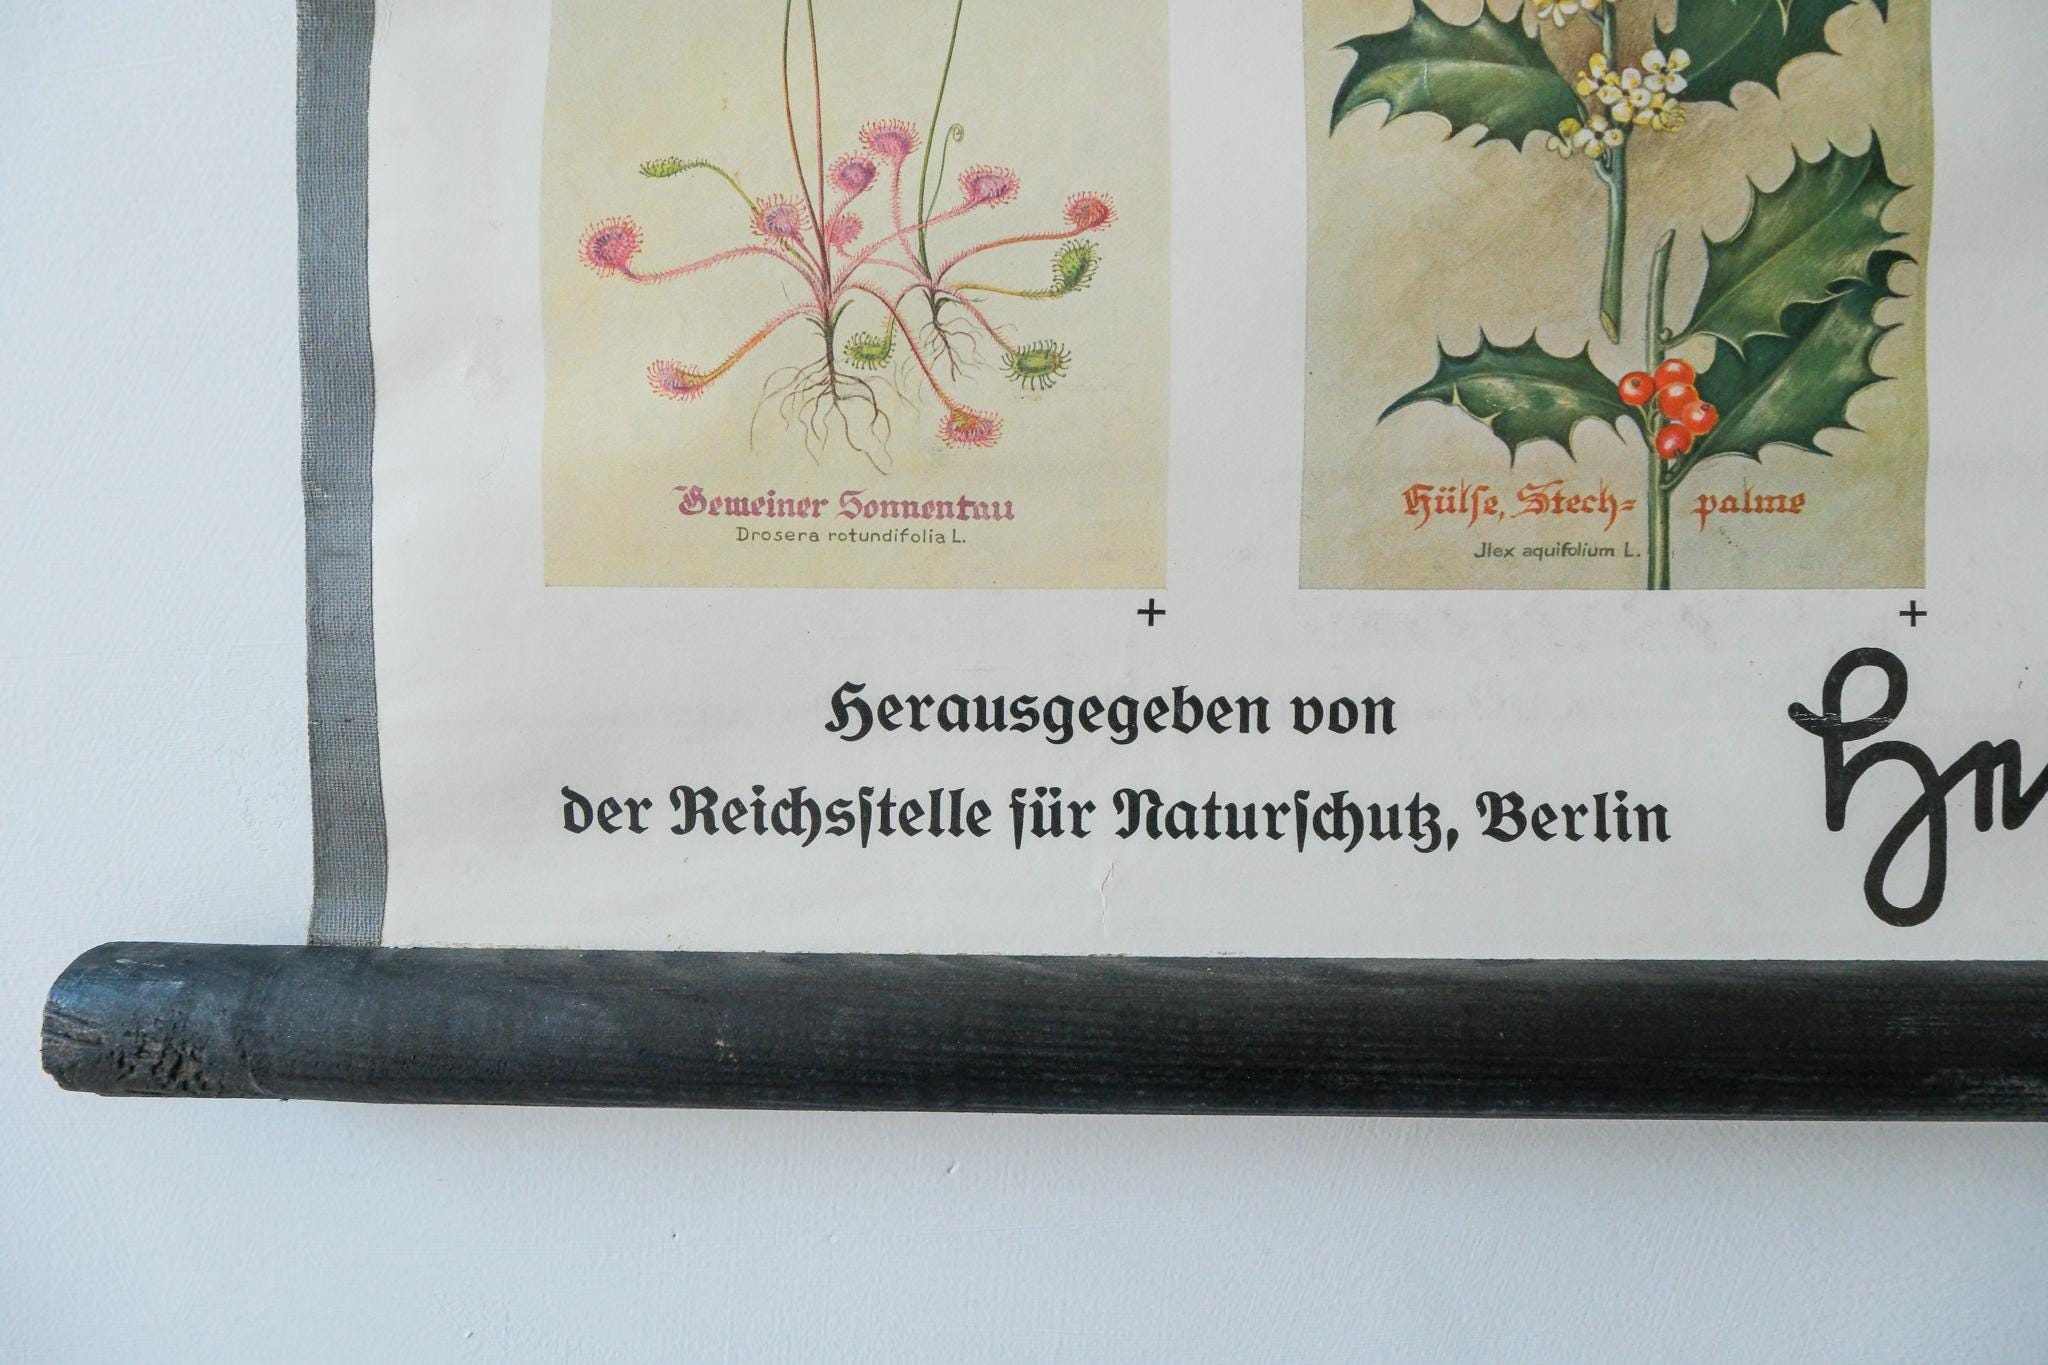 Gemeiner Sonnentau
Drosera rotundifolia L.
Hülſe, Stech= palme
Jlex aquifolium L.
+
+
Herausgegeben von
der Reichsſtelle für Naturſchutz, Berlin